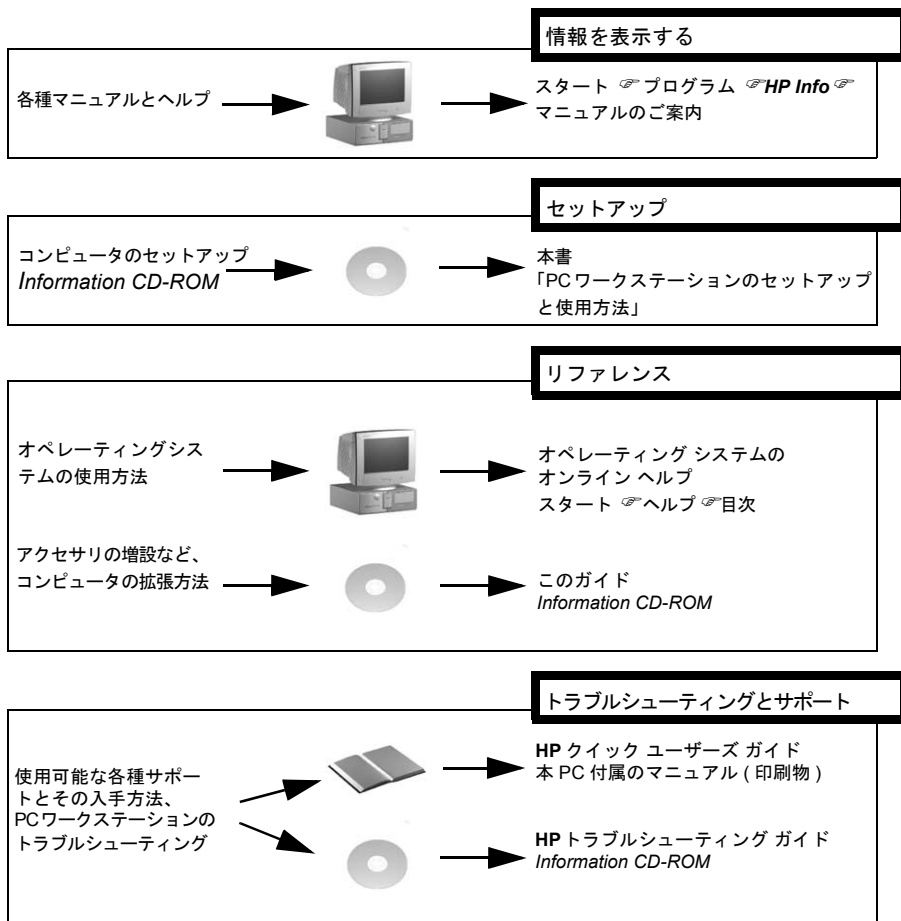 情報を表示する
各種マニュアルとヘルプ
スタート ☞ プログラム ☞HP Info☞
マニュアルのご案内
セットアップ
コンピュータのセットアップ
Information CD-ROM
本書
「PCワークステーションのセットアップ
と使用方法」
リファレンス
オペレーティングシス
テムの使用方法
オペレーティング システムの
オンライン ヘルプ
スタート ☞ヘルプ ☞目次
アクセサリの増設など、
コンピュータの拡張方法
このガイド
Information CD-ROM
トラブルシューティングとサポート
使用可能な各種サポー
トとその入手方法、
PCワークステーションの
トラブルシューティング
HP クイック ユーザーズ ガイド
本 PC 付属のマニュアル ( 印刷物 )
HP トラブルシューティング ガイド
Information CD-ROM